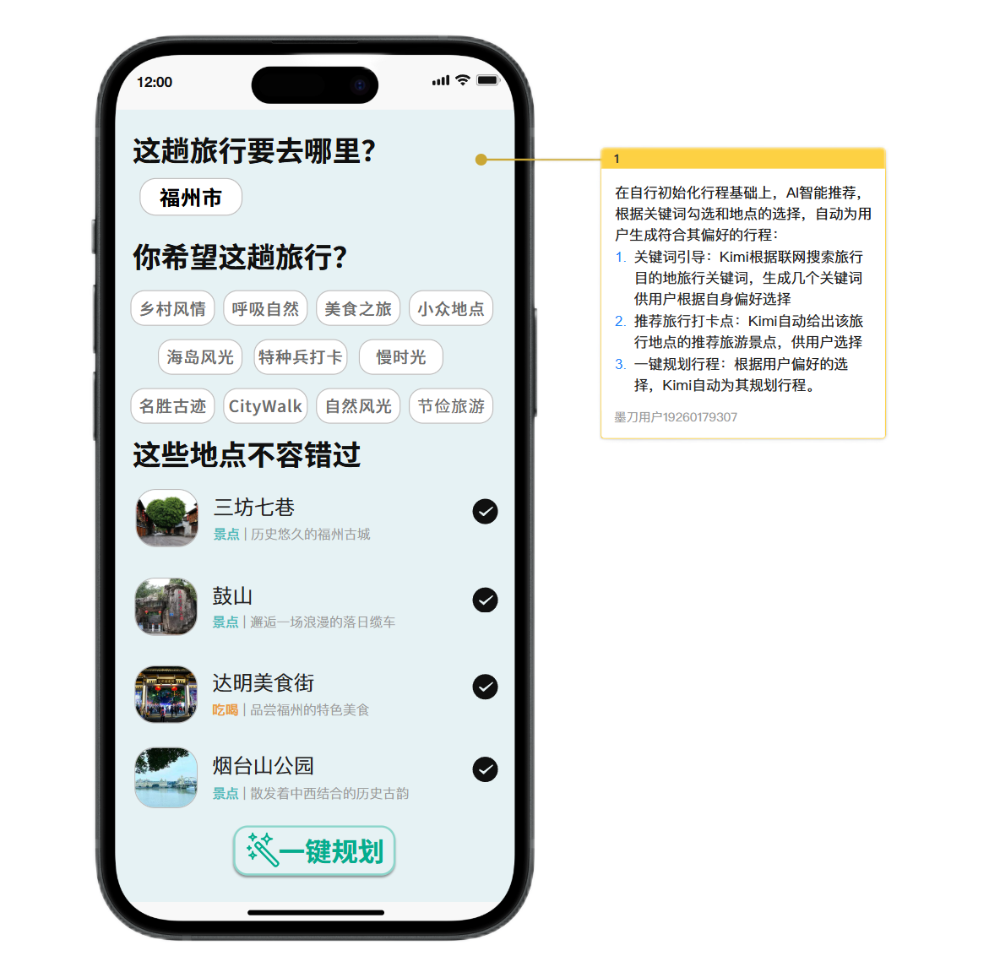 12:00
这趟旅行要去哪里?
福州市
你希望这趟旅行?
乡村风情 呼吸自然 美食之旅 小众地点
海岛风光 特种兵打卡 慢时光
名胜古迹 CityWalk 自然风光 节俭旅游
这些地点不容错过
三坊七巷
景点 | 历史悠久的福州古城
鼓山
景点 | 邂逅一场浪漫的落日缆车
达明美食街
吃喝 | 品尝福州的特色美食
烟台山公园
景点 | 散发着中西结合的历史古韵
一键规划
1
在自行初始化行程基础上，AI智能推荐，
根据关键词勾选和地点的选择，自动为用
户生成符合其偏好的行程：
1. 关键词引导：Kimi根据联网搜索旅行
目的地旅行关键词，生成几个关键词
供用户根据自身偏好选择
2. 推荐旅行打卡点：Kimi自动给出该旅
行地点的推荐旅游景点，供用户选择
3. 一键规划行程：根据用户偏好的选
择，Kimi自动为其规划行程。
墨刀用户19260179307